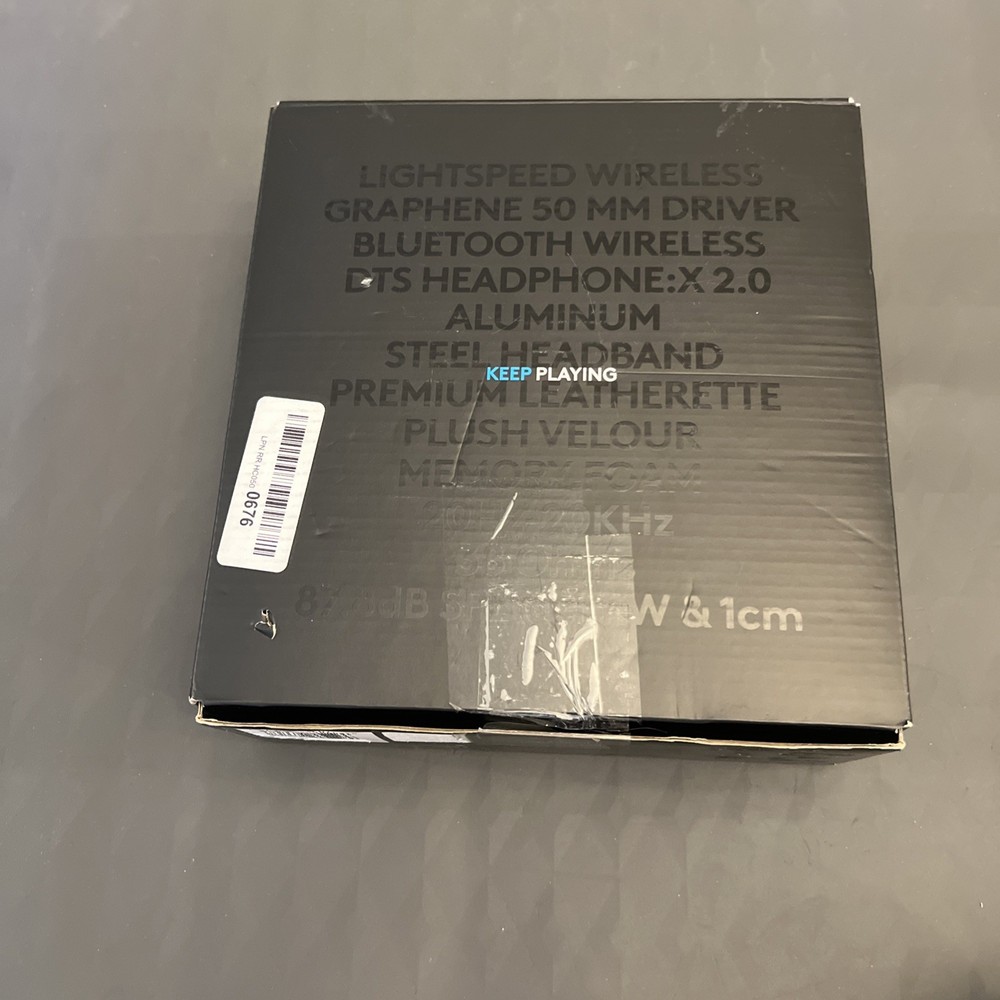 LIGHTSPEED WIRELESS
GRAPHENE 50 MM DRIVER
BLUETOOTH WIRELESS
DTS HEADPHONE:X 2.0
ALUMINUM
STEEL HEADBAND
KEEP PLAYING
PREMIUM LEATHERETTE
PLUSH VELOUR
MEMORY FOAM
& 1cm
0676